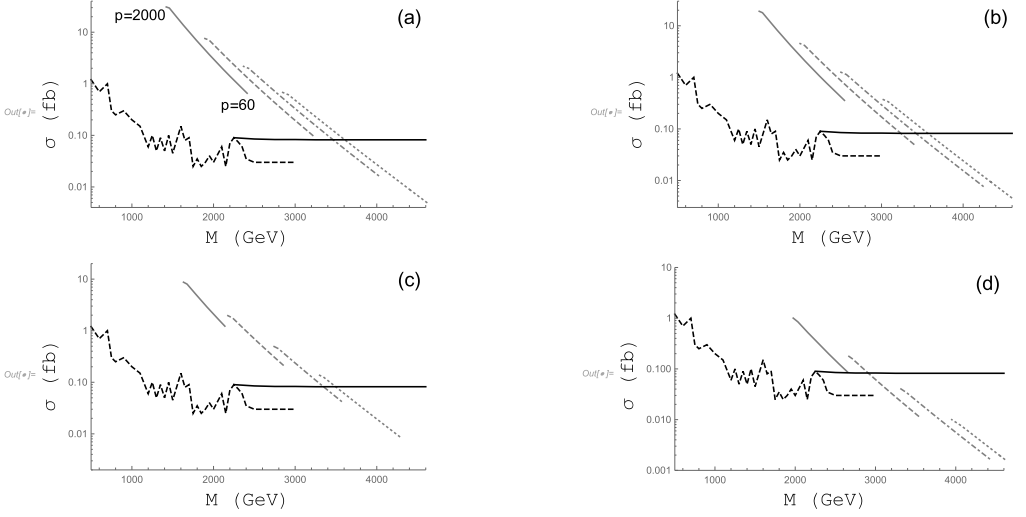 (a)
p=2000
p=60
10
1
0.10
0.01
σ (fb)
Out[•]=
1000 2000 3000 4000
M (GeV)
(b)
10
1
0.10
0.01
σ (fb)
Out[•]=
1000 2000 3000 4000
M (GeV)
(c)
10
1
0.10
0.01
σ (fb)
Out[•]=
1000 2000 3000 4000
M (GeV)
(d)
10
1
0.100
0.010
0.001
σ (fb)
Out[•]=
1000 2000 3000 4000
M (GeV)